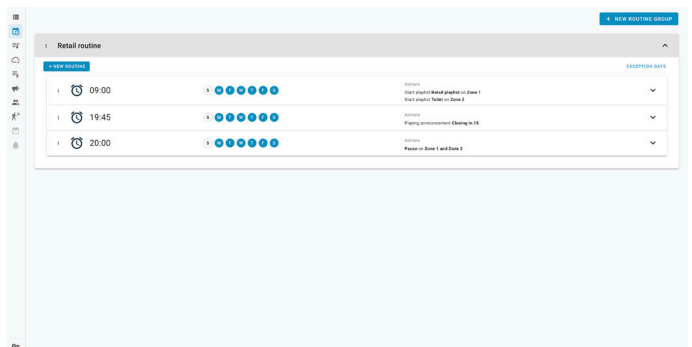 + NEW ROUTINE GROUP
Retail routine
+ NEW ROUTINE
EXCEPTION DAYS
09:00
S M T W T F S
Actions
Start playlist Retail playlist on Zone 1
Start playlist Toilet on Zone 2
19:45
S M T W T F S
Actions
Playing announcement Closing in 15
20:00
S M T W T F S
Actions
Pause on Zone 1 and Zone 2